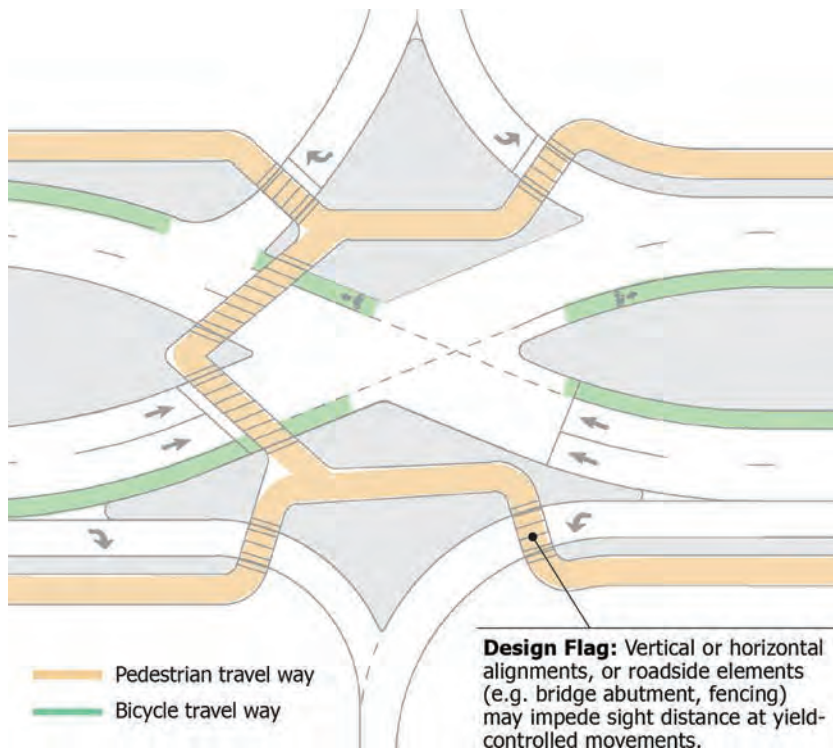 Pedestrian travel way
Bicycle travel way
Design Flag: Vertical or horizontal
alignments, or roadside elements
(e.g. bridge abutment, fencing)
may impede sight distance at yield-
controlled movements.